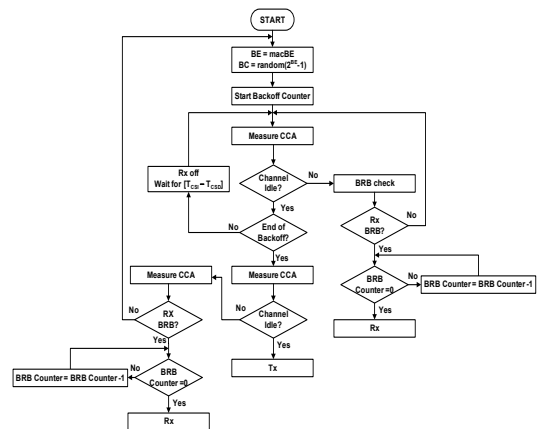 START
BE = macBE
BC = random(2^BE-1)
Start Backoff Counter
Measure CCA
Rx off
Wait for [T_CSI – T_CSD]
Channel
Idle?
No
BRB check
Yes
No
End of
Backoff?
Rx
BRB?
No
Yes
Yes
Measure CCA
Measure CCA
BRB
Counter =0
No
BRB Counter = BRB Counter -1
No
RX
BRB?
No
Channel
Idle?
Yes
Rx
Yes
Yes
Tx
BRB Counter = BRB Counter -1
No
BRB
Counter =0
Yes
Rx